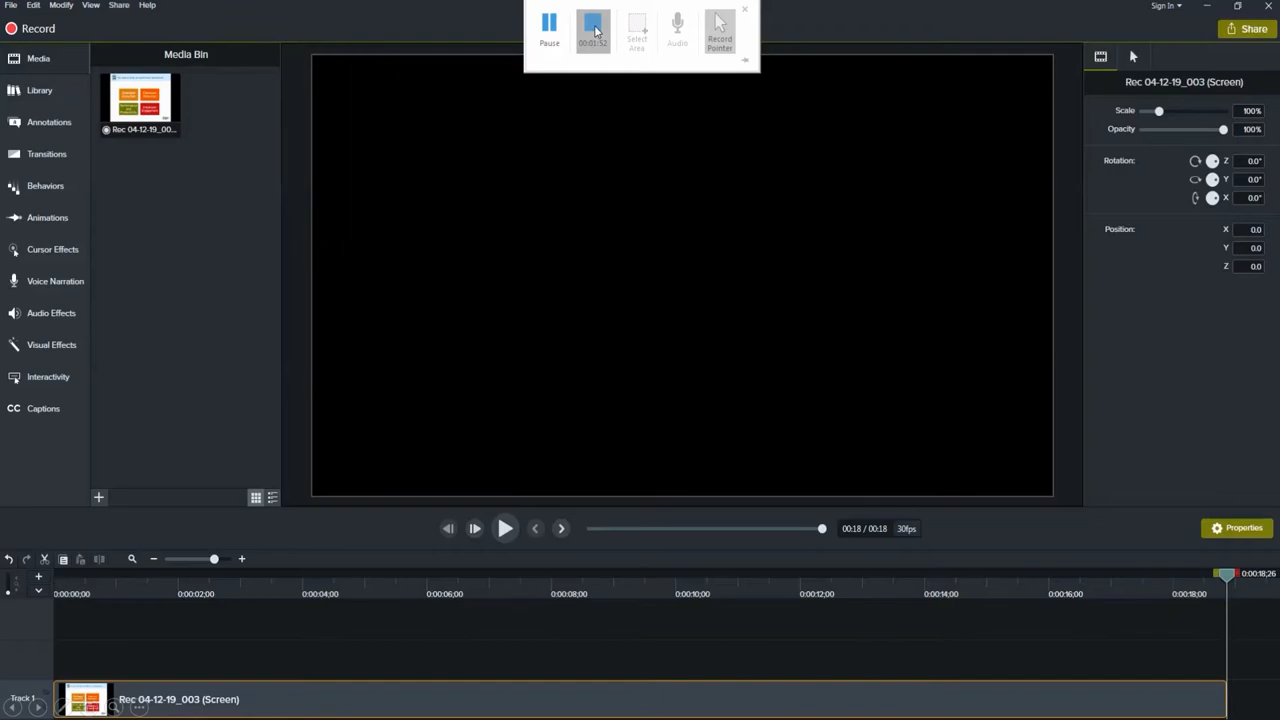 File Edit Modify View Share Help
Sign In
Record
Share
Pause
00:01:52
Select
Area
Audio
Record
Pointer
Media
Library
Annotations
Transitions
Behaviors
Animations
Cursor Effects
Voice Narration
Audio Effects
Visual Effects
Interactivity
CC Captions
Media Bin
Rec 04-12-19_00...
Rec 04-12-19_003 (Screen)
Scale 100%
Opacity 100%
Rotation: Z 0.0°
Y 0.0°
X 0.0°
Position: X 0.0
Y 0.0
Z 0.0
00:18 / 00:18 30fps
Properties
0:00:18;26
0:00:00;00 0:00:02;00 0:00:04;00 0:00:06;00 0:00:08;00 0:00:10;00 0:00:12;00 0:00:14;00 0:00:16;00 0:00:18;00
Track 1
Rec 04-12-19_003 (Screen)